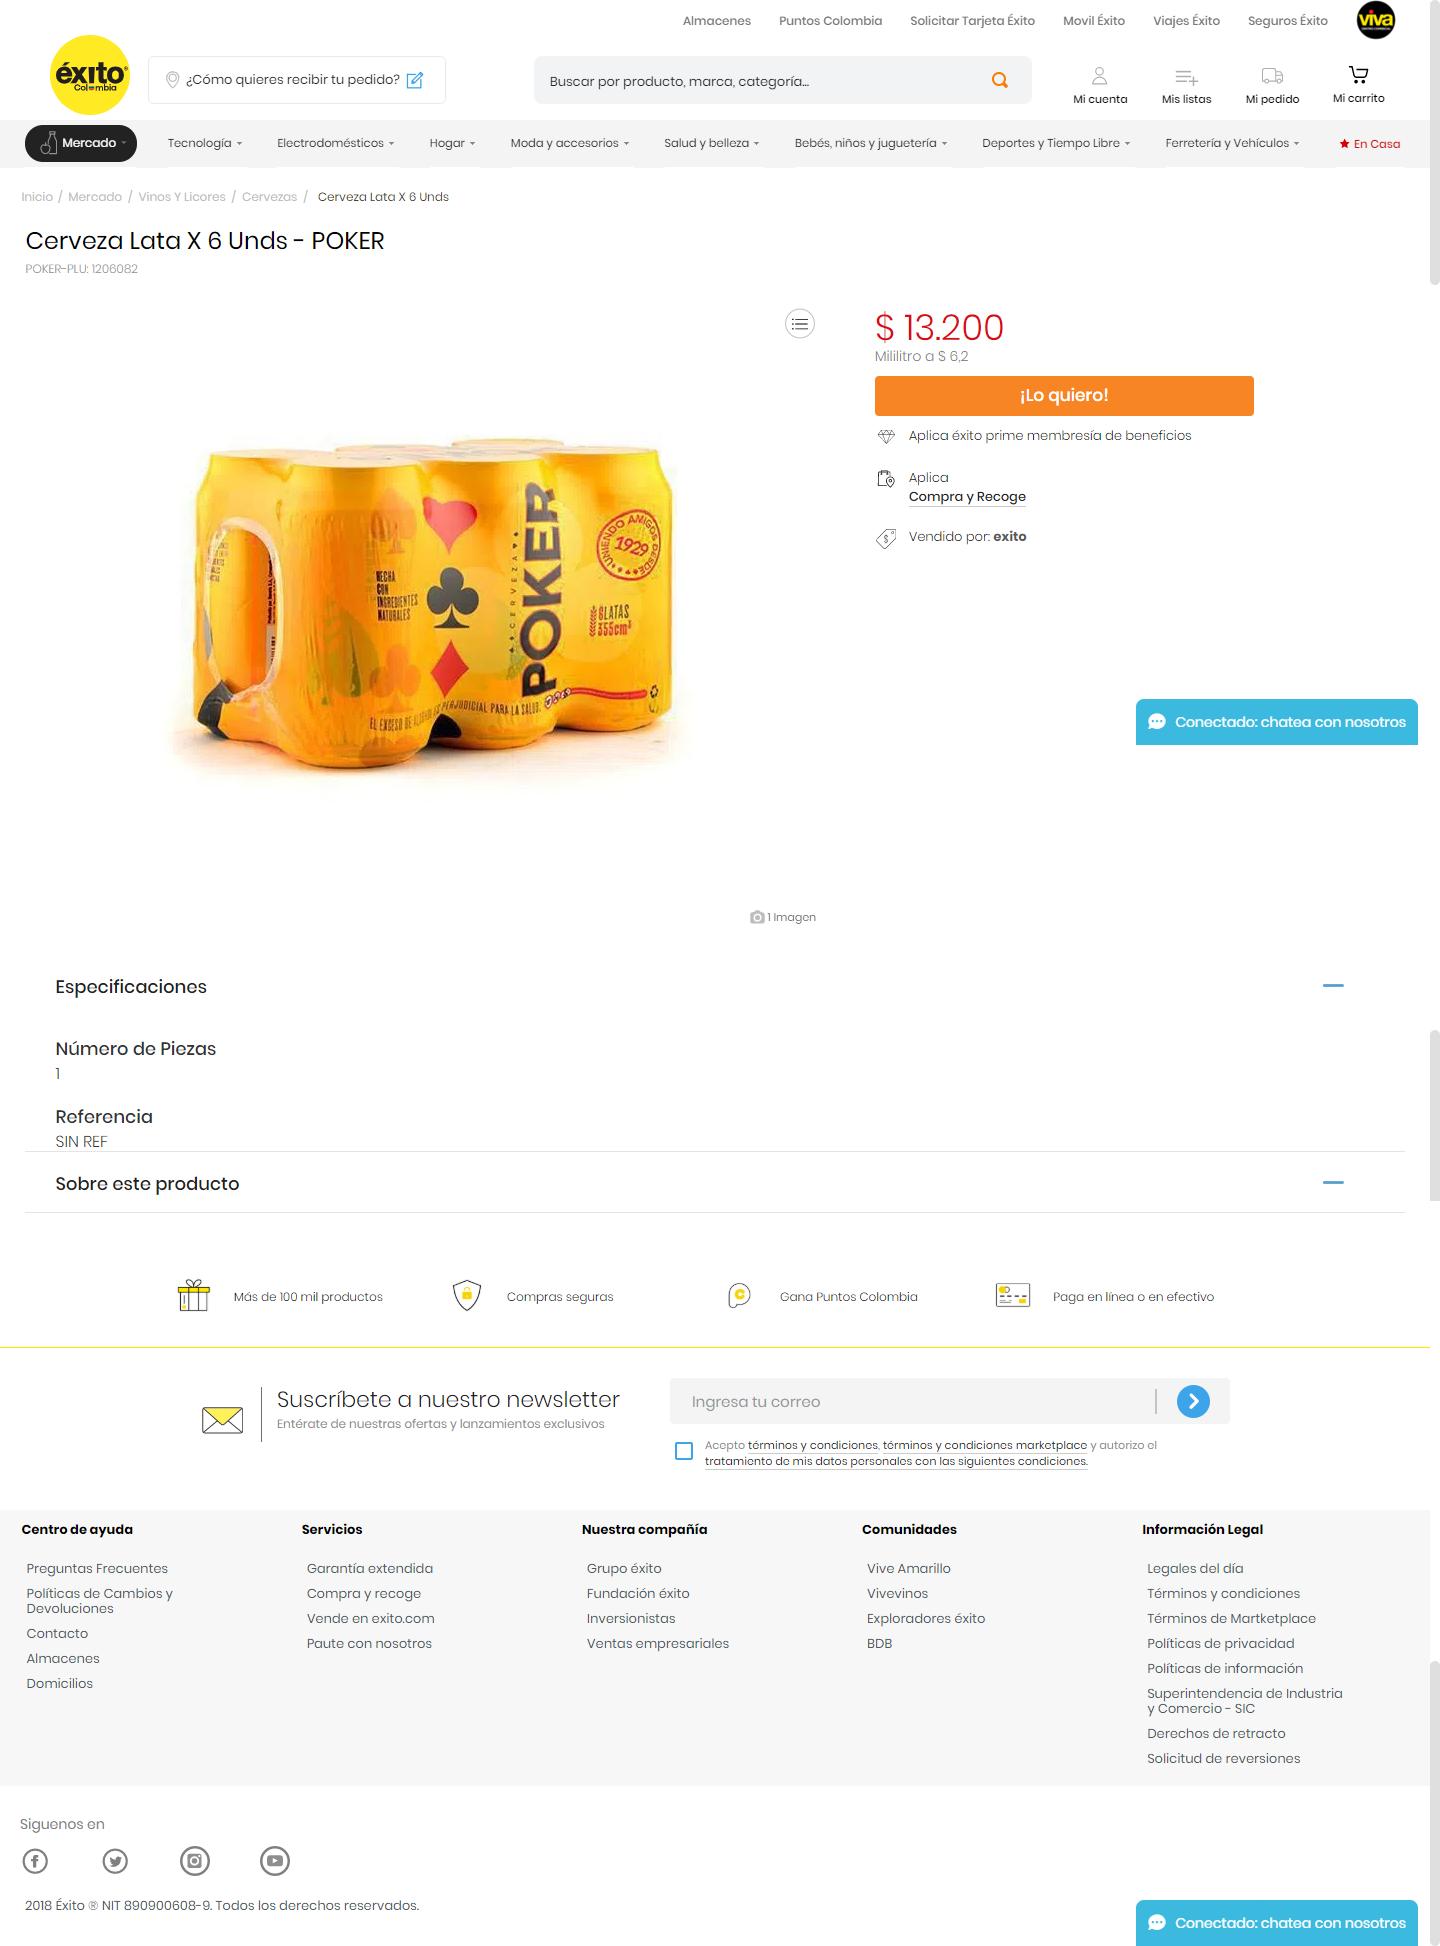 Almacenes Puntos Colombia Solicitar Tarjeta Éxito Movil Éxito Viajes Éxito Seguros Éxito viva
éxito
Colombia
¿Cómo quieres recibir tu pedido?
Buscar por producto, marca, categoría...
Mi cuenta Mis listas Mi pedido Mi carrito
Mercado Tecnología Electrodomésticos Hogar Moda y accesorios Salud y belleza Bebés, niños y juguetería Deportes y Tiempo Libre Ferretería y Vehículos En Casa
Inicio / Mercado / Vinos Y Licores / Cervezas / Cerveza Lata X 6 Unds
Cerveza Lata X 6 Unds - POKER
POKER-PLU: 1206082
$ 13.200
Mililitro a $ 6,2
¡Lo quiero!
Aplica éxito prime membresía de beneficios
Aplica
Compra y Recoge
Vendido por: exito
HECHA
CON
INGREDIENTES
NATURALES
CERVEZA
POKER
UNIENDO AMIGOS DESDE
1929
6LATAS
355cm³
EL EXCESO DE ALCOHOL ES PERJUDICIAL PARA LA SALUD.
Conectado: chatea con nosotros
1 Imagen
Especificaciones
Número de Piezas
1
Referencia
SIN REF
Sobre este producto
Más de 100 mil productos
Compras seguras
Gana Puntos Colombia
Paga en línea o en efectivo
Suscríbete a nuestro newsletter
Entérate de nuestras ofertas y lanzamientos exclusivos
Ingresa tu correo
Acepto términos y condiciones, términos y condiciones marketplace y autorizo el
tratamiento de mis datos personales con las siguientes condiciones.
Centro de ayuda
Preguntas Frecuentes
Políticas de Cambios y
Devoluciones
Contacto
Almacenes
Domicilios
Servicios
Garantía extendida
Compra y recoge
Vende en exito.com
Paute con nosotros
Nuestra compañía
Grupo éxito
Fundación éxito
Inversionistas
Ventas empresariales
Comunidades
Vive Amarillo
Vivevinos
Exploradores éxito
BDB
Información Legal
Legales del día
Términos y condiciones
Términos de Martketplace
Políticas de privacidad
Políticas de información
Superintendencia de Industria
y Comercio - SIC
Derechos de retracto
Solicitud de reversiones
Siguenos en
2018 Éxito ® NIT 890900608-9. Todos los derechos reservados.
Conectado: chatea con nosotros